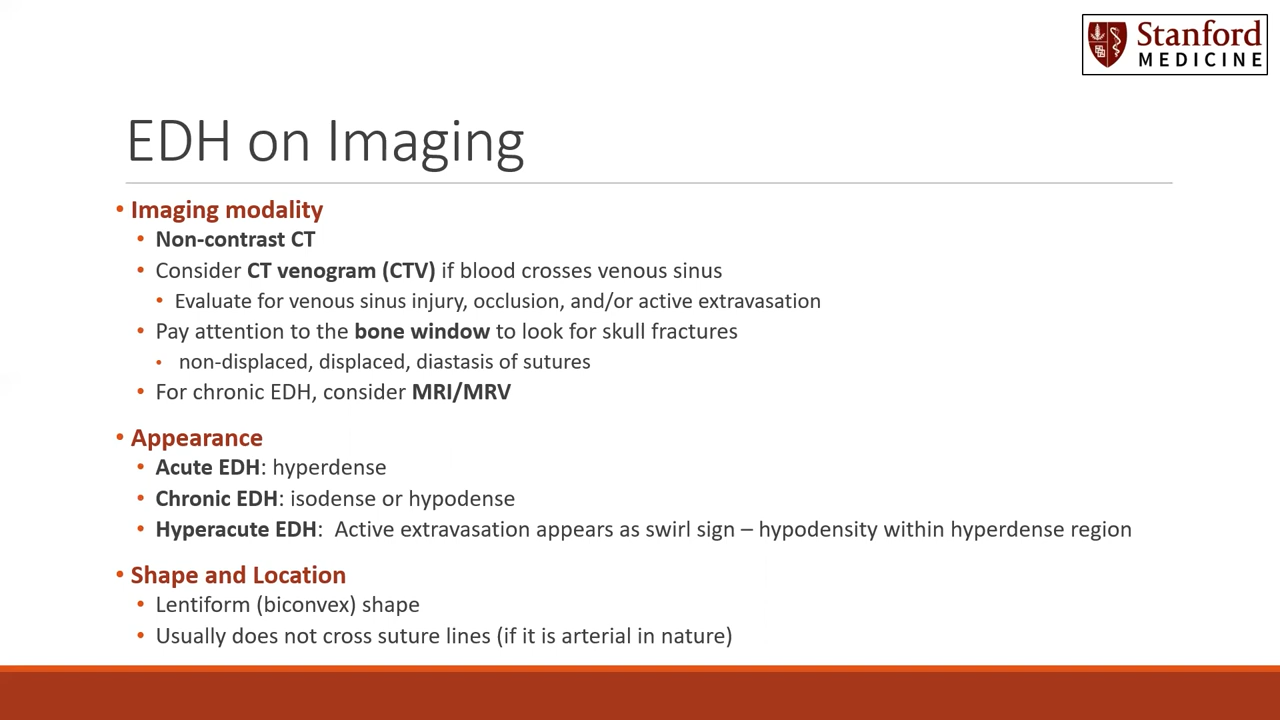 Stanford
MEDICINE
EDH on Imaging
• Imaging modality
• Non-contrast CT
• Consider CT venogram (CTV) if blood crosses venous sinus
• Evaluate for venous sinus injury, occlusion, and/or active extravasation
• Pay attention to the bone window to look for skull fractures
• non-displaced, displaced, diastasis of sutures
• For chronic EDH, consider MRI/MRV
• Appearance
• Acute EDH: hyperdense
• Chronic EDH: isodense or hypodense
• Hyperacute EDH: Active extravasation appears as swirl sign – hypodensity within hyperdense region
• Shape and Location
• Lentiform (biconvex) shape
• Usually does not cross suture lines (if it is arterial in nature)